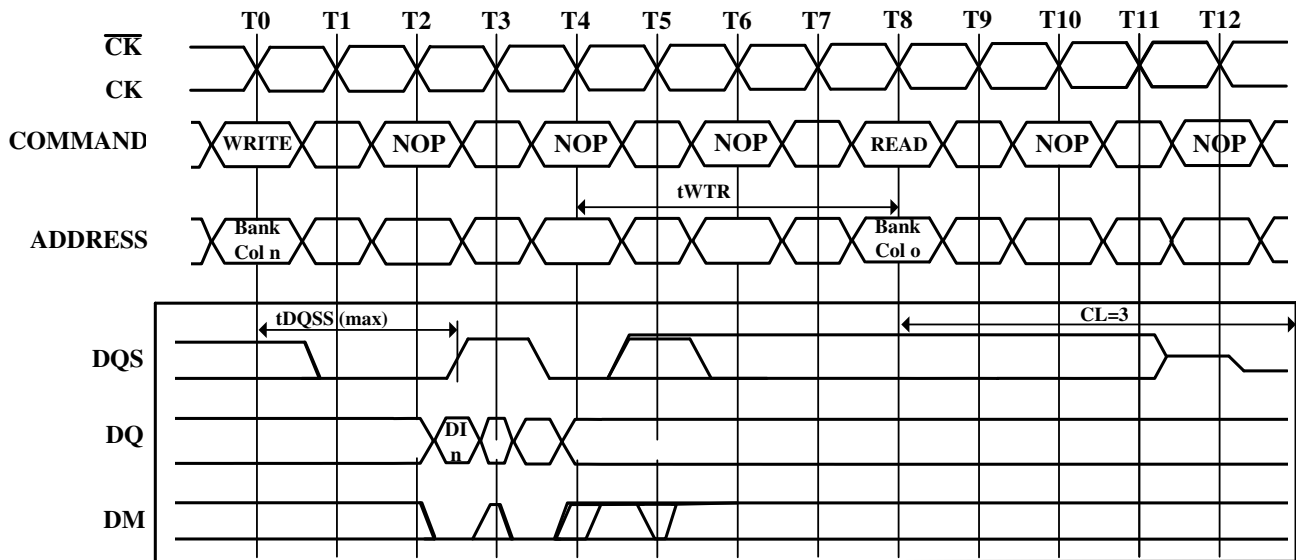 T0 T1 T2 T3 T4 T5 T6 T7 T8 T9 T10 T11 T12
CK
CK
COMMAND WRITE NOP NOP NOP READ NOP NOP
tWTR
ADDRESS Bank Col n Bank Col o
tDQSS (max) CL=3
DQS
DQ DI n
DM